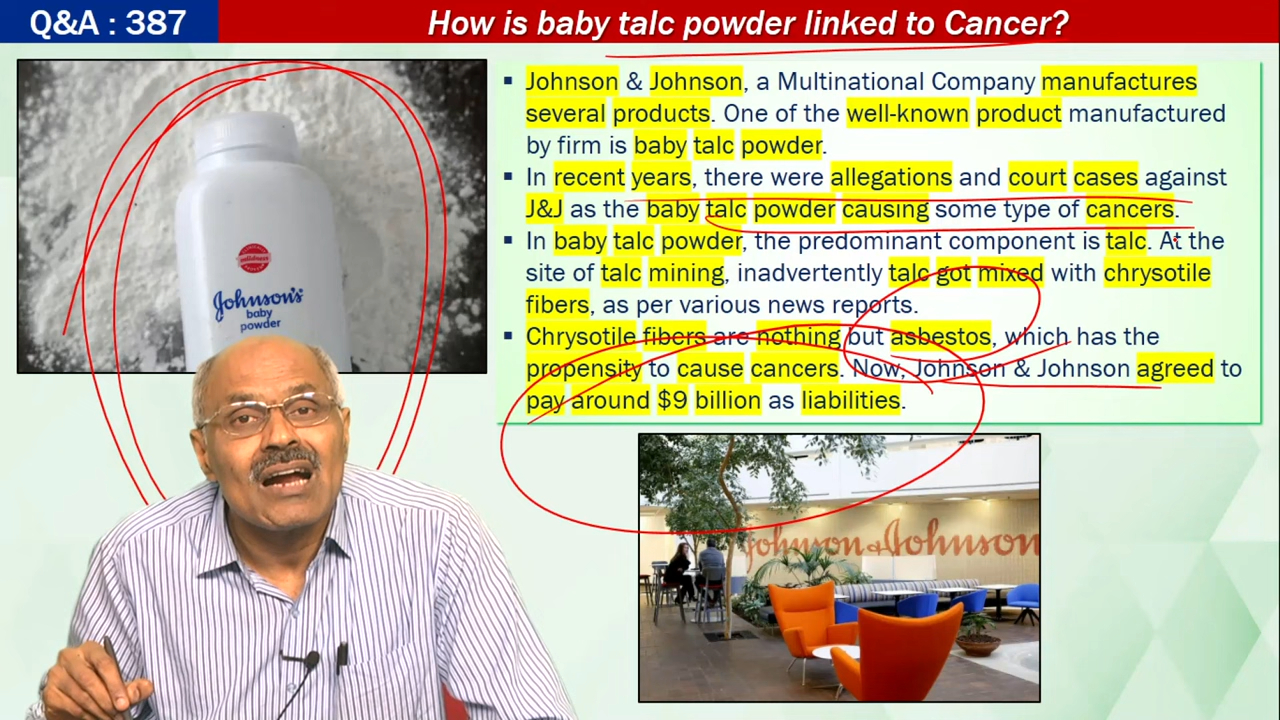 Q&A : 387
How is baby talc powder linked to Cancer?
Johnson's
baby
powder
▪ Johnson & Johnson, a Multinational Company manufactures
several products. One of the well-known product manufactured
by firm is baby talc powder.
▪ In recent years, there were allegations and court cases against
J&J as the baby talc powder causing some type of cancers.
▪ In baby talc powder, the predominant component is talc. At the
site of talc mining, inadvertently talc got mixed with chrysotile
fibers, as per various news reports.
▪ Chrysotile fibers are nothing but asbestos, which has the
propensity to cause cancers. Now, Johnson & Johnson agreed to
pay around $9 billion as liabilities.
Johnson & Johnson